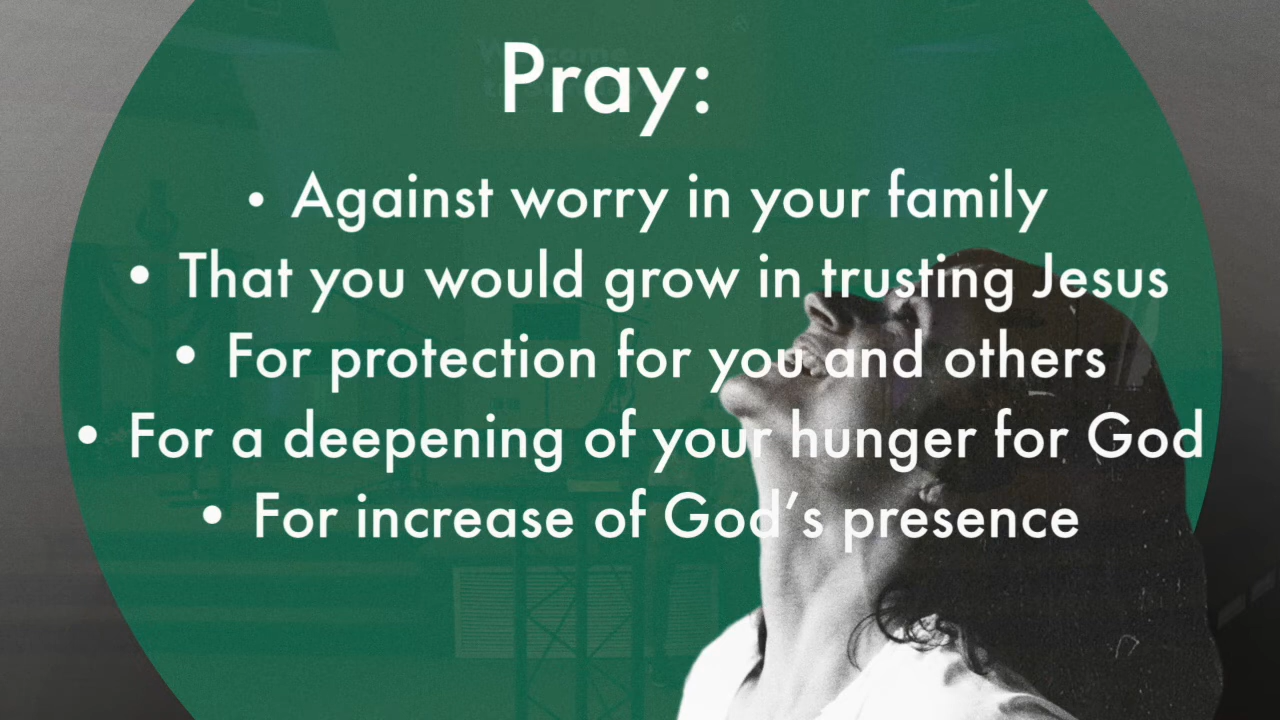 Pray:
• Against worry in your family
• That you would grow in trusting Jesus
• For protection for you and others
• For a deepening of your hunger for God
• For increase of God’s presence